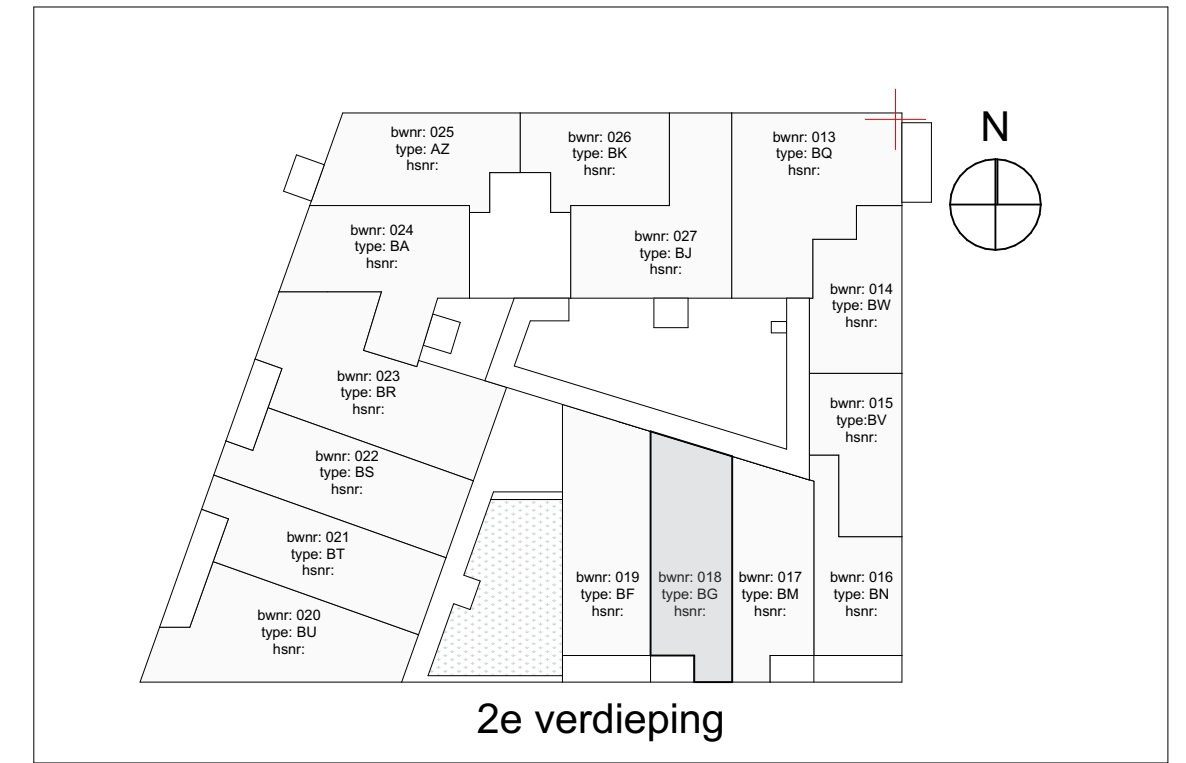 N
bwnr: 025
type: AZ
hsnr:
bwnr: 026
type: BK
hsnr:
bwnr: 013
type: BQ
hsnr:
bwnr: 024
type: BA
hsnr:
bwnr: 027
type: BJ
hsnr:
bwnr: 014
type: BW
hsnr:
bwnr: 023
type: BR
hsnr:
bwnr: 015
type:BV
hsnr:
bwnr: 022
type: BS
hsnr:
bwnr: 021
type: BT
hsnr:
bwnr: 020
type: BU
hsnr:
bwnr: 019
type: BF
hsnr:
bwnr: 018
type: BG
hsnr:
bwnr: 017
type: BM
hsnr:
bwnr: 016
type: BN
hsnr:
2e verdieping